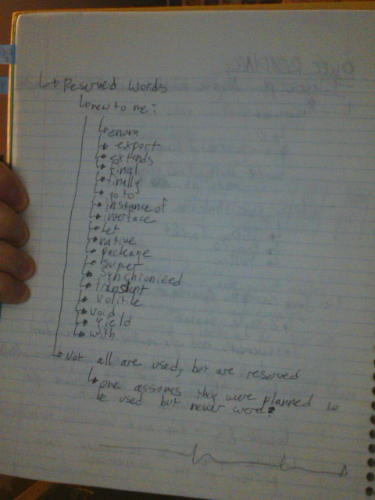 Reserved Words
new to me:
enum
export
extends
final
finally
goto
instanceof
interface
let
native
package
super
synchronized
transient
volitile
void
yield
with
Not all are used, but are reserved
one assumes they were planned to
be used but never were?